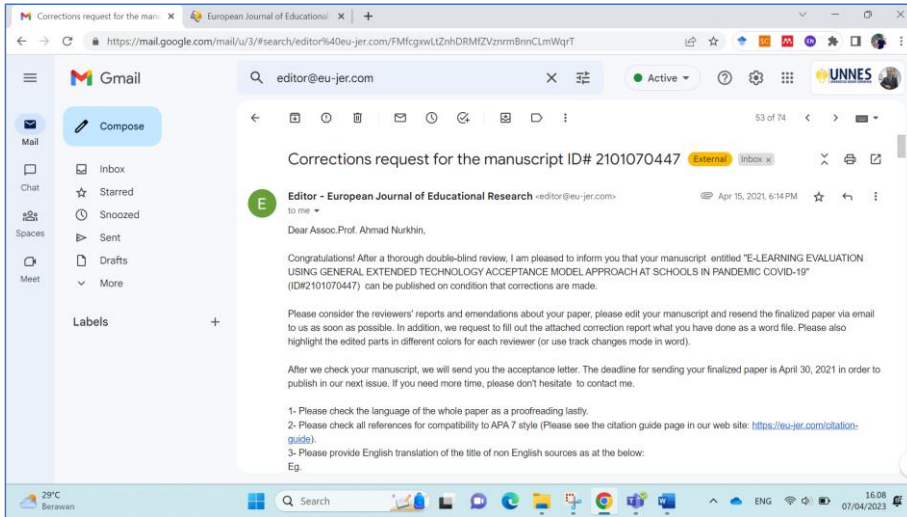 Corrections request for the manu
European Journal of Educational
https://mail.google.com/mail/u/3/#search/editor%40eu-jer.com/FMfcgxwLtZnhDRMfZVznrmBnnCLmWqrT
Gmail
editor@eu-jer.com
Active
UNNES
Mail
Chat
Spaces
Meet
Compose
Inbox
Starred
Snoozed
Sent
Drafts
More
Labels
53 of 74
Corrections request for the manuscript ID# 2101070447 External Inbox x
E
Editor - European Journal of Educational Research <editor@eu-jer.com> Apr 15, 2021, 6:14 PM
to me
Dear Assoc.Prof. Ahmad Nurkhin,
Congratulations! After a thorough double-blind review, I am pleased to inform you that your manuscript entitled "E-LEARNING EVALUATION
USING GENERAL EXTENDED TECHNOLOGY ACCEPTANCE MODEL APPROACH AT SCHOOLS IN PANDEMIC COVID-19"
(ID#2101070447) can be published on condition that corrections are made.
Please consider the reviewers' reports and emendations about your paper, please edit your manuscript and resend the finalized paper via email
to us as soon as possible. In addition, we request to fill out the attached correction report what you have done as a word file. Please also
highlight the edited parts in different colors for each reviewer (or use track changes mode in word).
After we check your manuscript, we will send you the acceptance letter. The deadline for sending your finalized paper is April 30, 2021 in order to
publish in our next issue. If you need more time, please don't hesitate to contact me.
1- Please check the language of the whole paper as a proofreading lastly.
2- Please check all references for compatibility to APA 7 style (Please see the citation guide page in our web site: https://eu-jer.com/citation-
guide).
3- Please provide English translation of the title of non English sources as at the below:
Eg.
29°C
Berawan
Search
ENG
16.08
07/04/2023